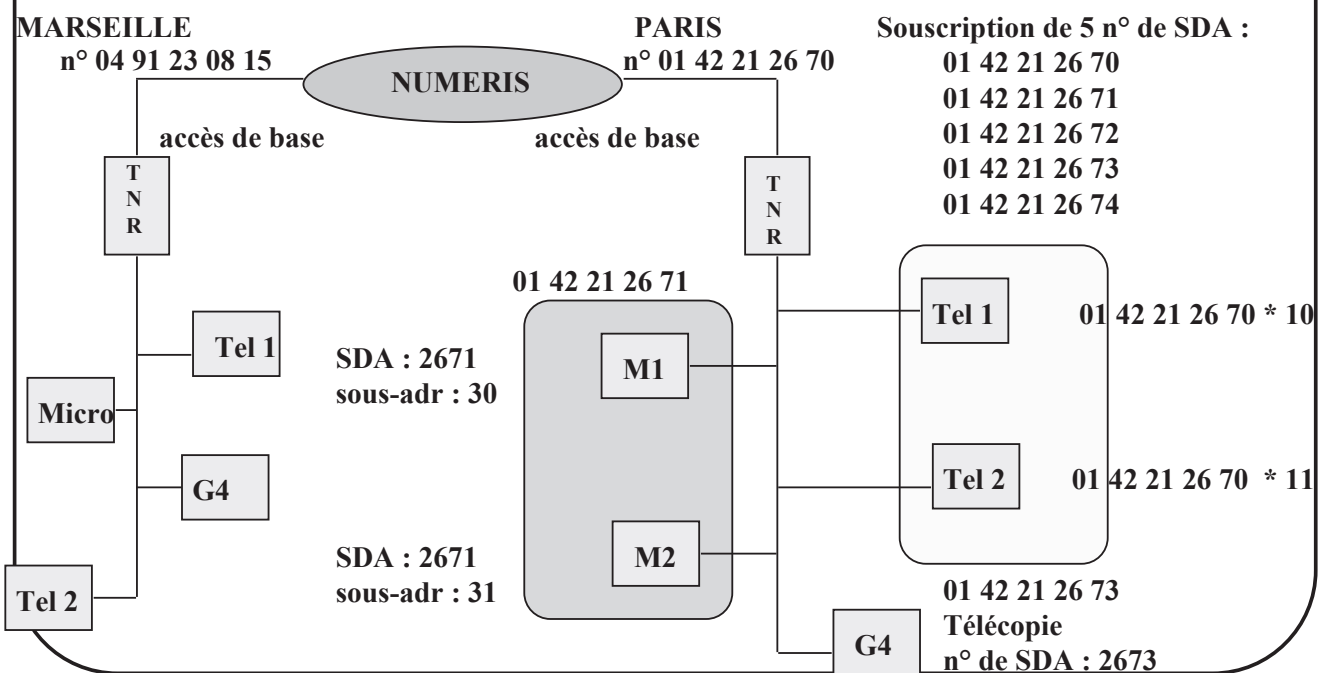 MARSEILLE
n° 04 91 23 08 15
NUMERIS
PARIS
n° 01 42 21 26 70
Souscription de 5 n° de SDA :
01 42 21 26 70
01 42 21 26 71
01 42 21 26 72
01 42 21 26 73
01 42 21 26 74
accès de base
accès de base
T
N
R
T
N
R
Tel 1
Micro
G4
Tel 2
01 42 21 26 71
SDA : 2671
sous-adr : 30
M1
SDA : 2671
sous-adr : 31
M2
Tel 1
01 42 21 26 70 * 10
Tel 2
01 42 21 26 70 * 11
G4
01 42 21 26 73
Télécopie
n° de SDA : 2673